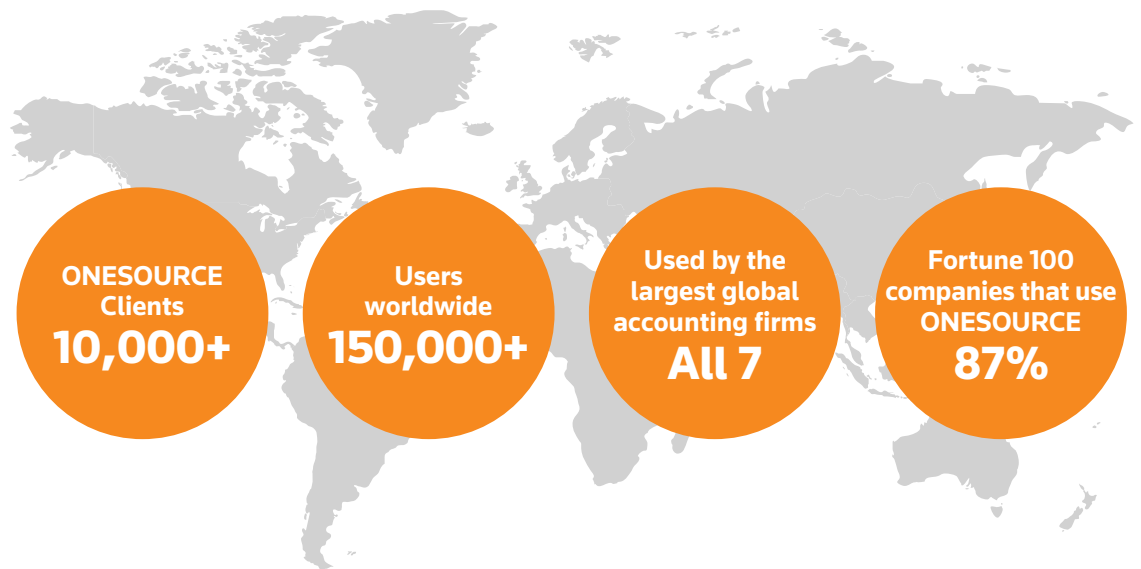 ONESOURCE
Clients
10,000+
Users
worldwide
150,000+
Used by the
largest global
accounting firms
All 7
Fortune 100
companies that use
ONESOURCE
87%